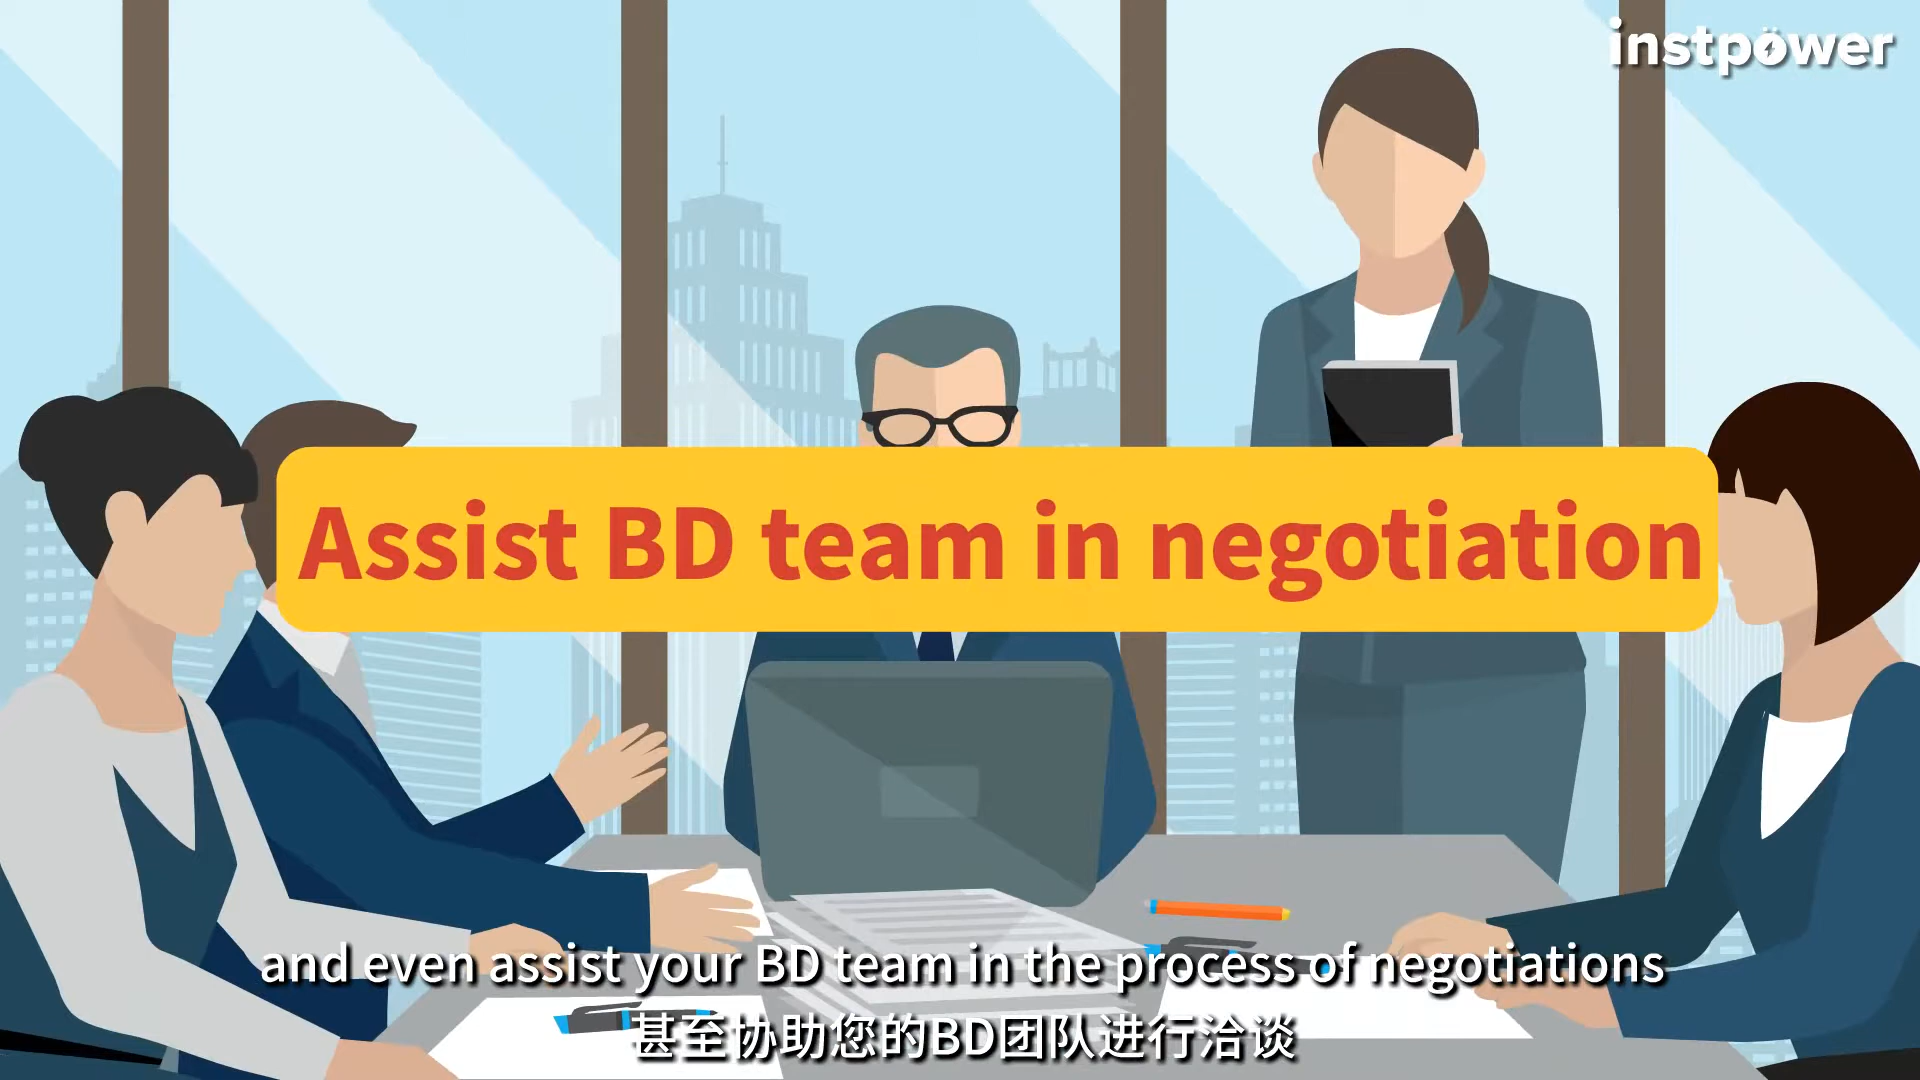 instpower
Assist BD team in negotiation
and even assist your BD team in the process of negotiations
甚至协助您的BD团队进行洽谈